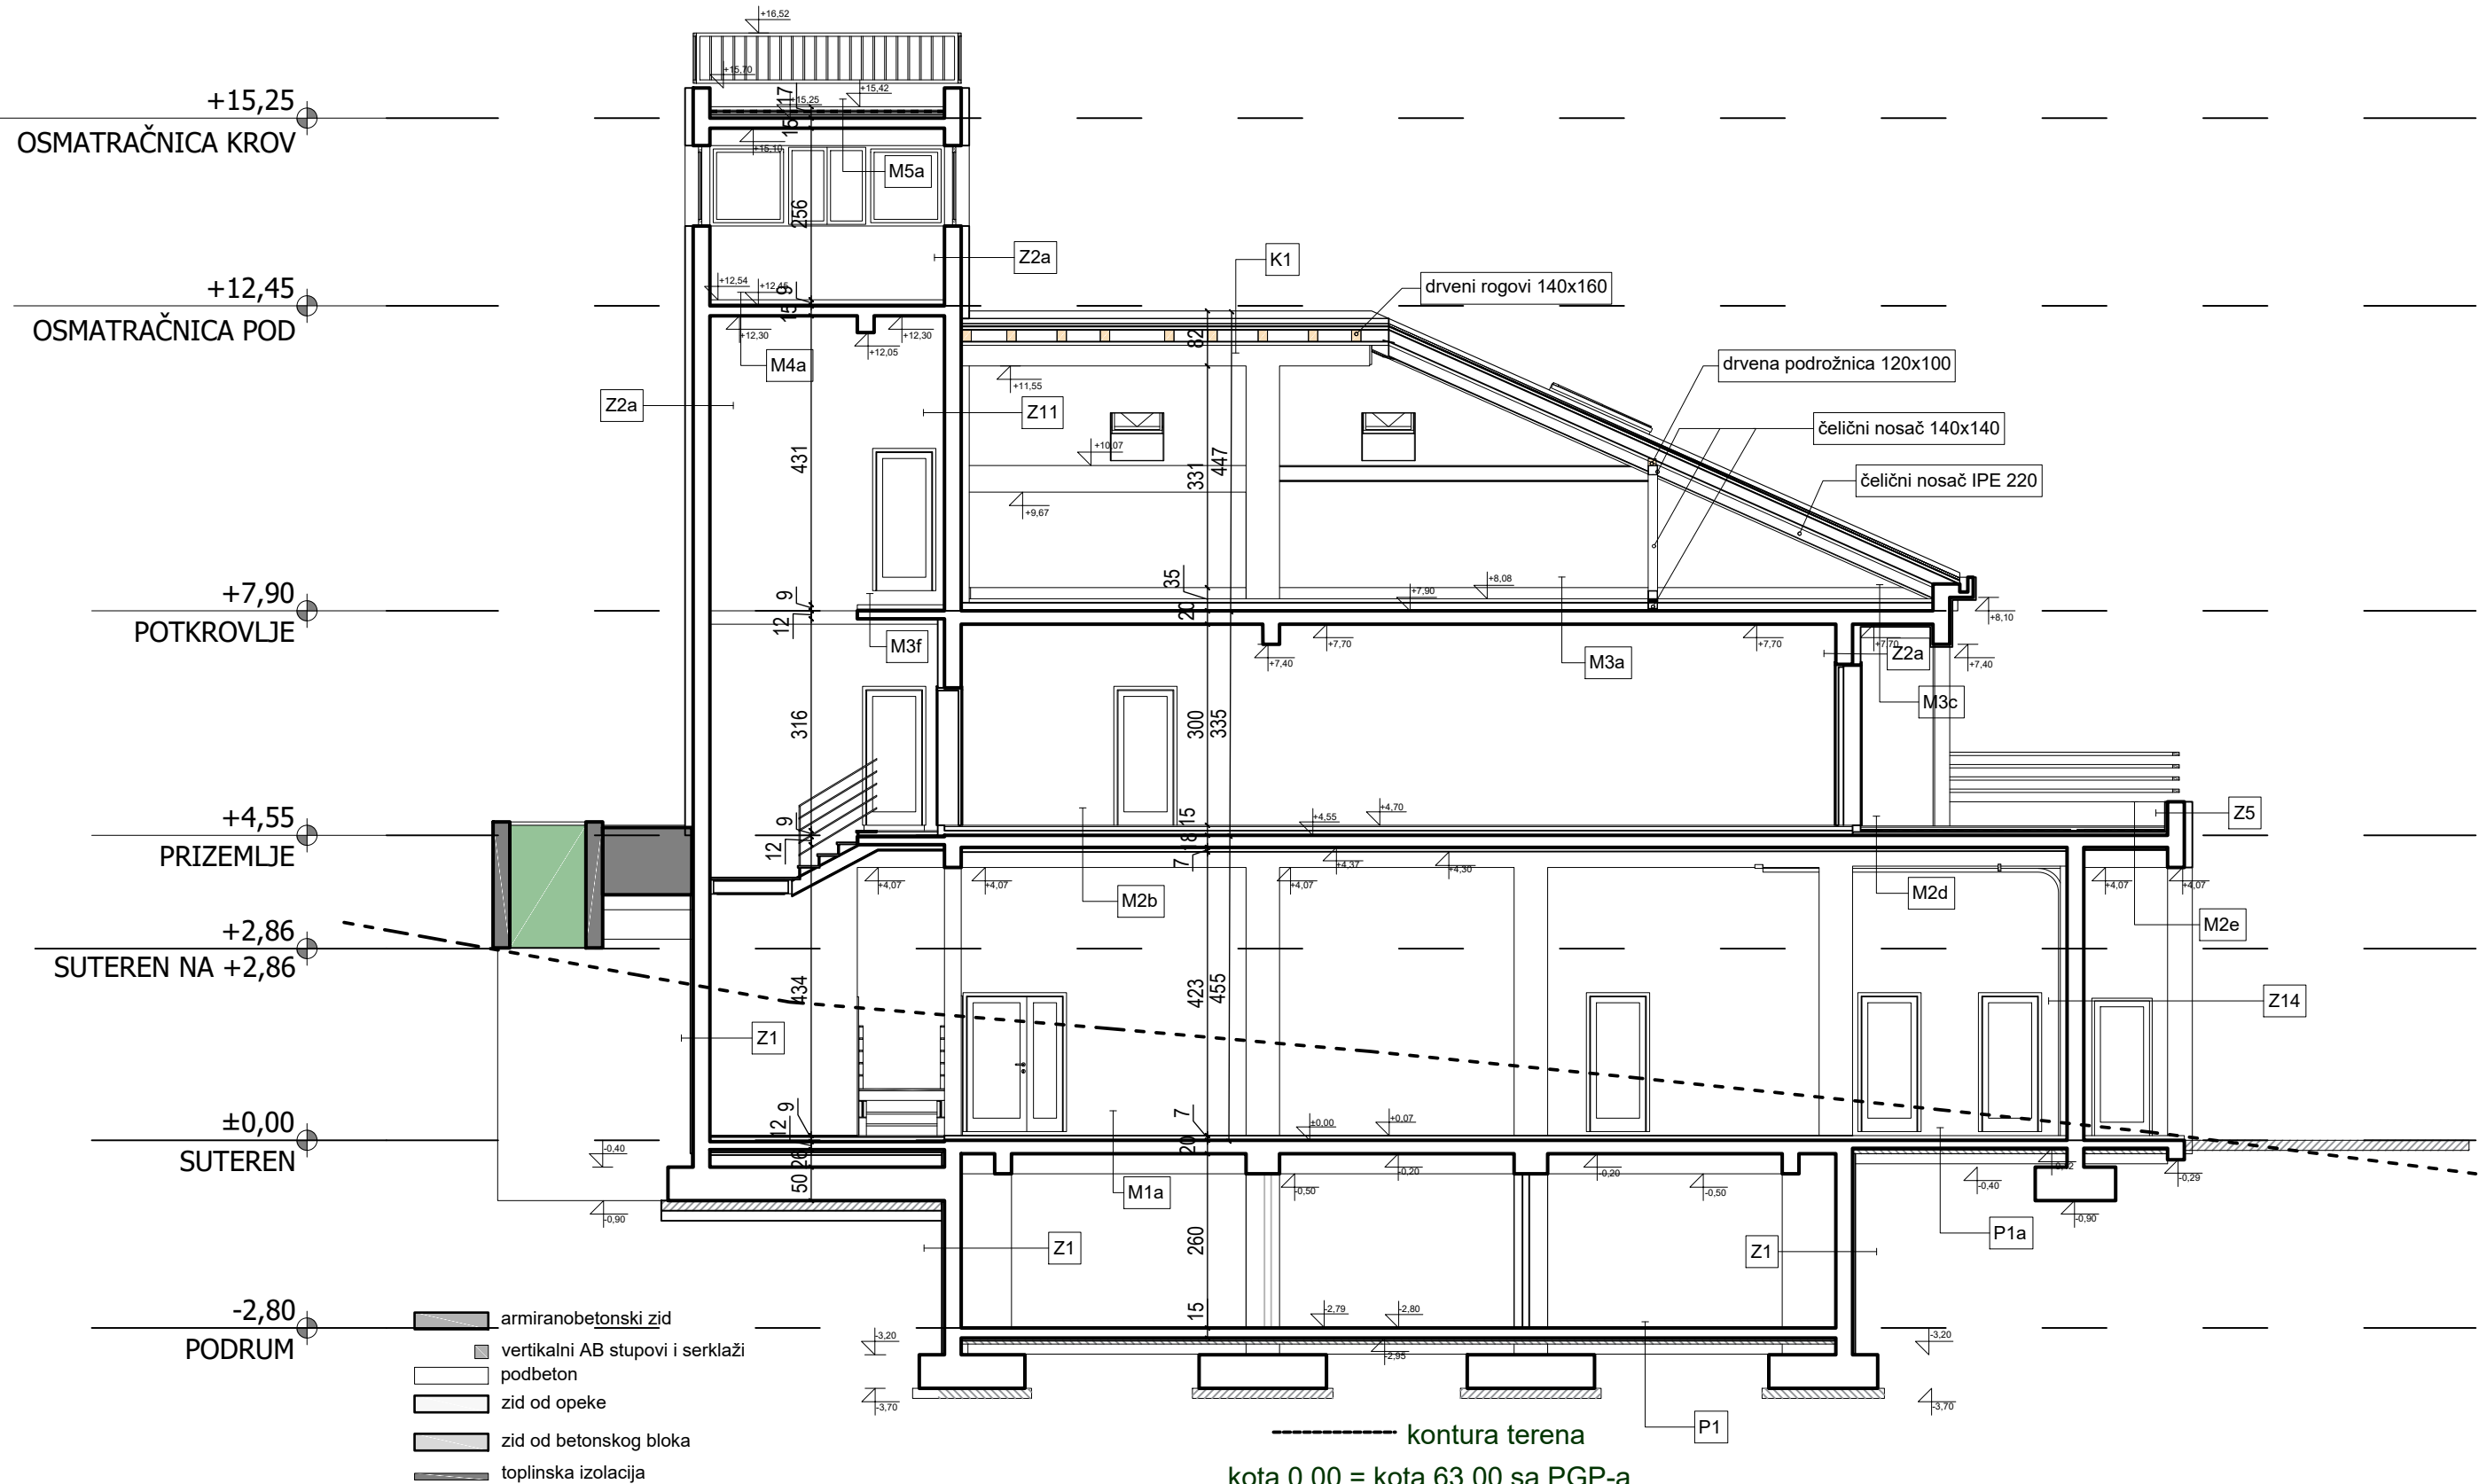 +16,52
+15,70
+15,42
+15,25
17
15
+15,25
OSMATRAČNICA KROV
+15,10
M5a
256
Z2a
K1
drveni rogovi 140x160
+12,45
OSMATRAČNICA POD
+12,54
+12,45
9
15
+12,30
+12,30
+12,05
82
M4a
drvena podrožnica 120x100
+11,55
Z2a
Z11
čelični nosač 140x140
+10,07
431
331
447
čelični nosač IPE 220
+9,67
+7,90
POTKROVLJE
9
12
35
20
+7,90
+8,08
+8,10
M3f
+7,70
+7,70
+7,70
+7,40
+7,40
M3a
Z2a
M3c
316
300
335
+4,55
PRIZEMLJE
9
12
15
18
7
+4,55
+4,70
Z5
+4,37
+4,30
+4,07
+4,07
+4,07
+4,07
+4,07
M2b
M2d
M2e
+2,86
SUTEREN NA +2,86
434
423
455
Z14
Z1
±0,00
SUTEREN
9
12
26
50
7
20
±0,00
+0,07
-0,40
-0,20
-0,20
-0,50
-0,50
-0,40
-0,29
-0,90
-0,90
M1a
P1a
Z1
Z1
260
15
-2,80
PODRUM
-2,79
-2,80
-2,95
-3,20
-3,20
-3,70
-3,70
P1
armiranobetonski zid
vertikalni AB stupovi i serklaži
podbeton
zid od opeke
zid od betonskog bloka
toplinska izolacija
kontura terena
kota 0,00 = kota 63,00 sa PGP-a